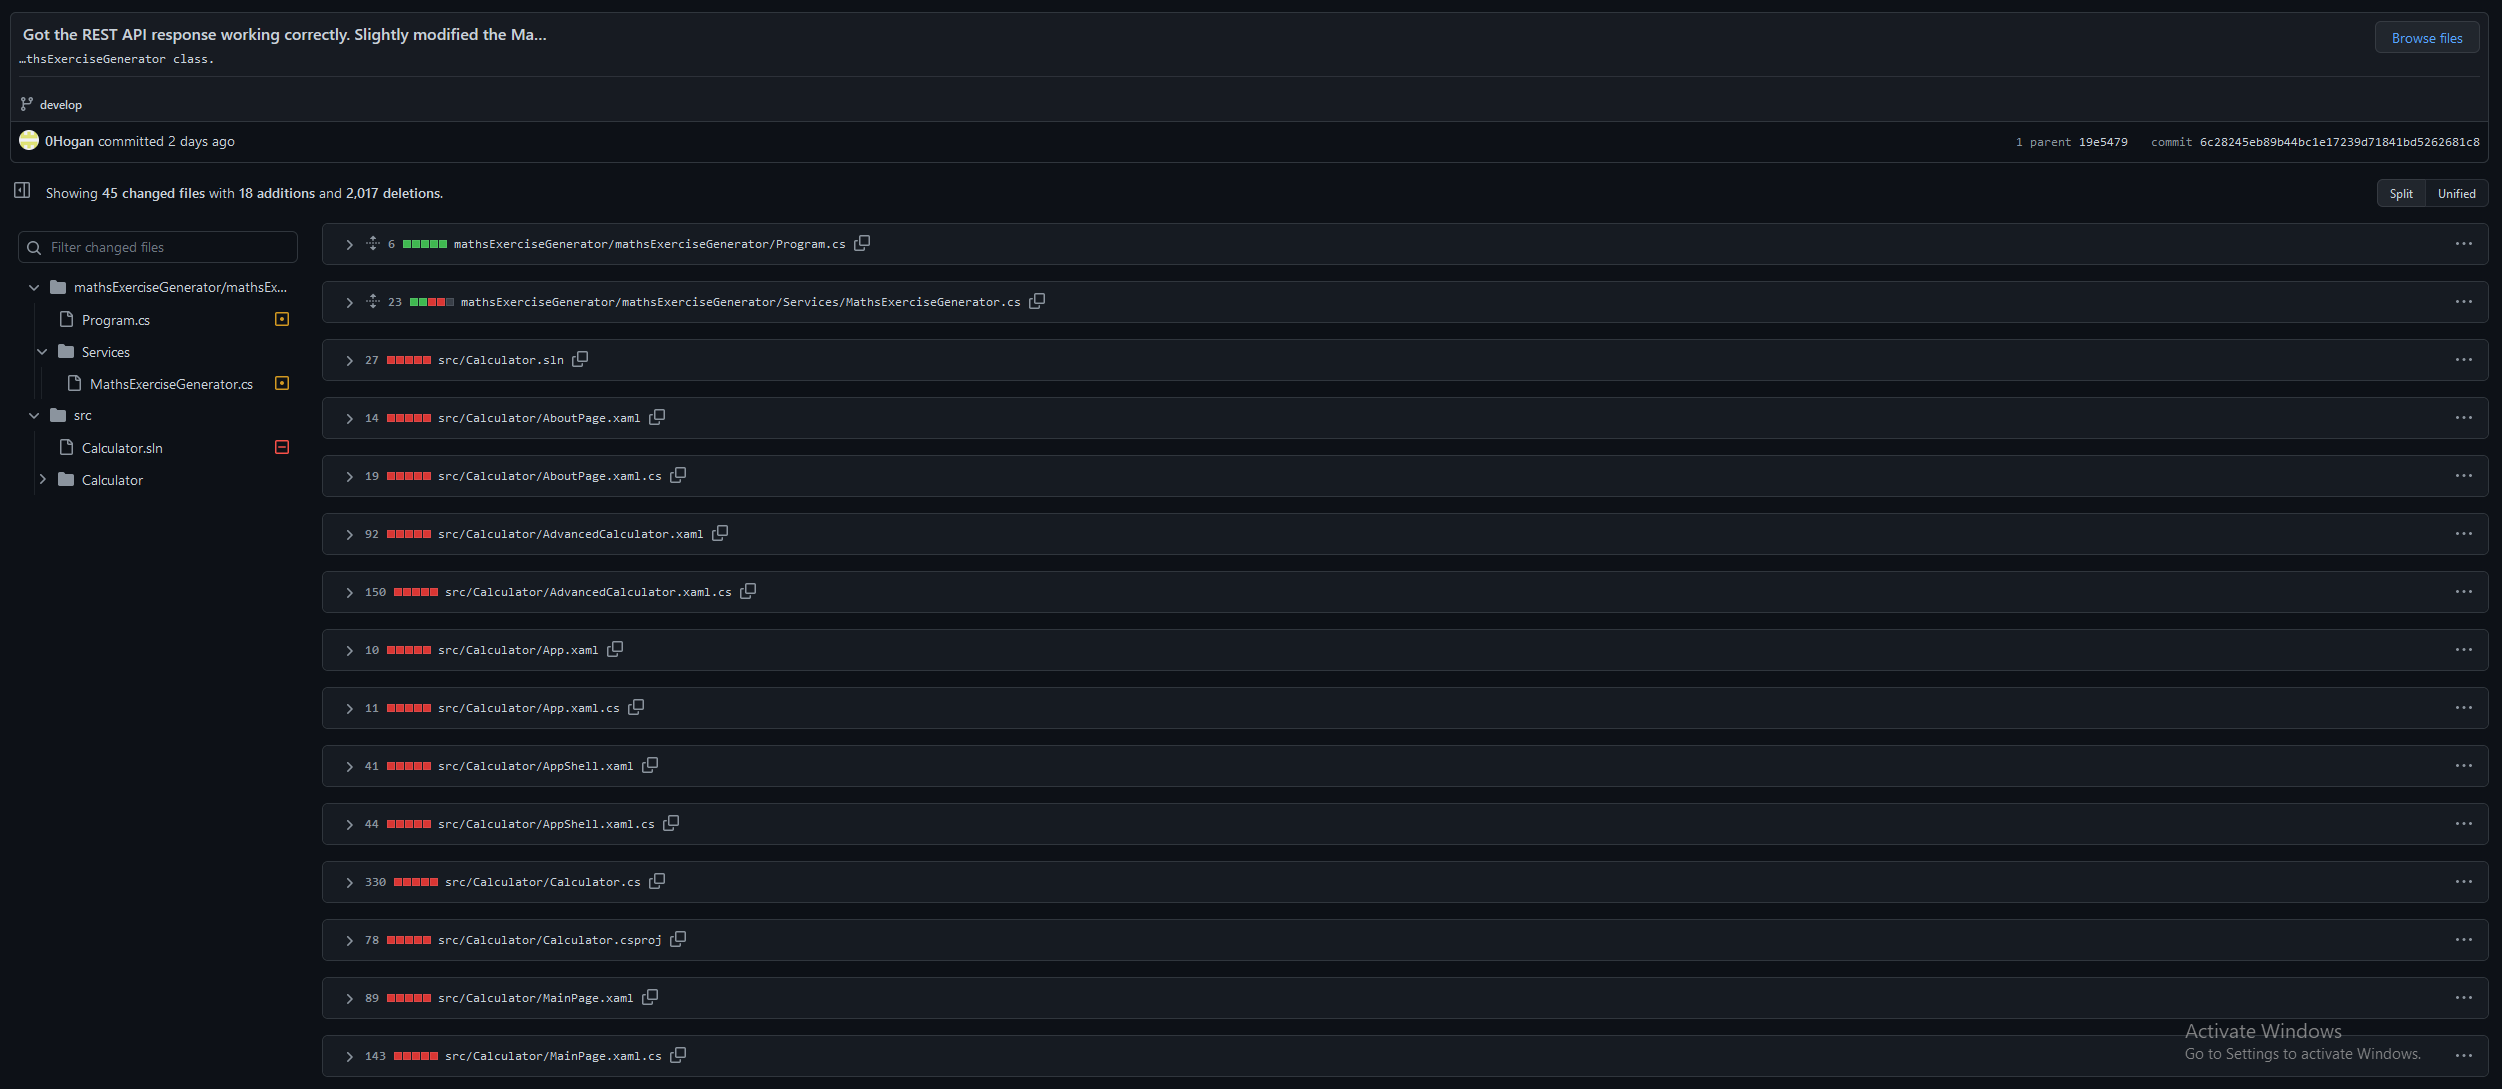 Got the REST API response working correctly. Slightly modified the Ma...
Browse files
…thsExerciseGenerator class.
develop
0Hogan committed 2 days ago
1 parent 19e5479 commit 6c28245eb89b44bc1e17239d71841bd5262681c8
Showing 45 changed files with 18 additions and 2,017 deletions.
Split Unified
Filter changed files
mathsExerciseGenerator/mathsEx...
Program.cs
Services
MathsExerciseGenerator.cs
src
Calculator.sln
Calculator
6 mathsExerciseGenerator/mathsExerciseGenerator/Program.cs
23 mathsExerciseGenerator/mathsExerciseGenerator/Services/MathsExerciseGenerator.cs
27 src/Calculator.sln
14 src/Calculator/AboutPage.xaml
19 src/Calculator/AboutPage.xaml.cs
92 src/Calculator/AdvancedCalculator.xaml
150 src/Calculator/AdvancedCalculator.xaml.cs
10 src/Calculator/App.xaml
11 src/Calculator/App.xaml.cs
41 src/Calculator/AppShell.xaml
44 src/Calculator/AppShell.xaml.cs
330 src/Calculator/Calculator.cs
78 src/Calculator/Calculator.csproj
89 src/Calculator/MainPage.xaml
143 src/Calculator/MainPage.xaml.cs
Activate Windows
Go to Settings to activate Windows.